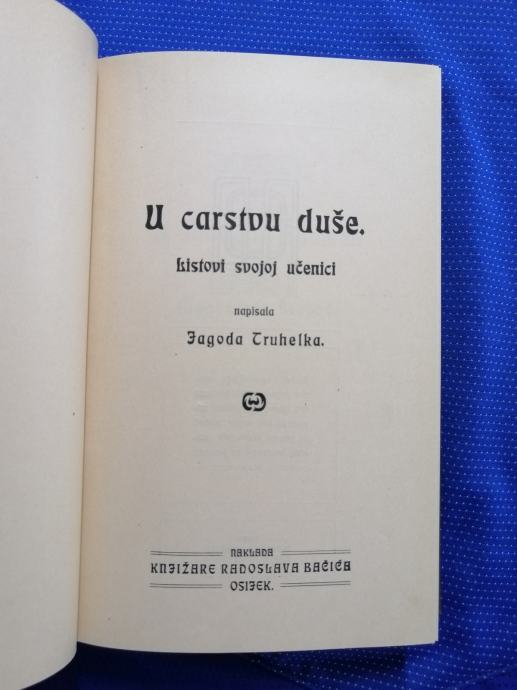 U carstvu duše.
Listovi svojoj učenici
napisala
Jagoda Truhelka.
NAKLADA
KNJIŽARE RADOSLAVA BAČIĆA
OSIJEK.